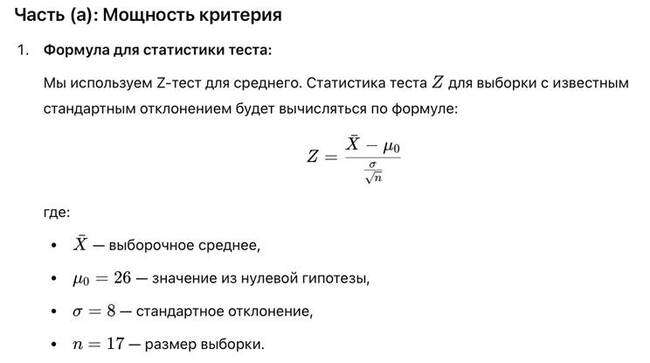 Часть (a): Мощность критерия
1. Формула для статистики теста:
Мы используем Z-тест для среднего. Статистика теста Z для выборки с известным
стандартным отклонением будет вычисляться по формуле:
Z = (X̄ − μ₀) / (σ / √n)
где:
• X̄ — выборочное среднее,
• μ₀ = 26 — значение из нулевой гипотезы,
• σ = 8 — стандартное отклонение,
• n = 17 — размер выборки.